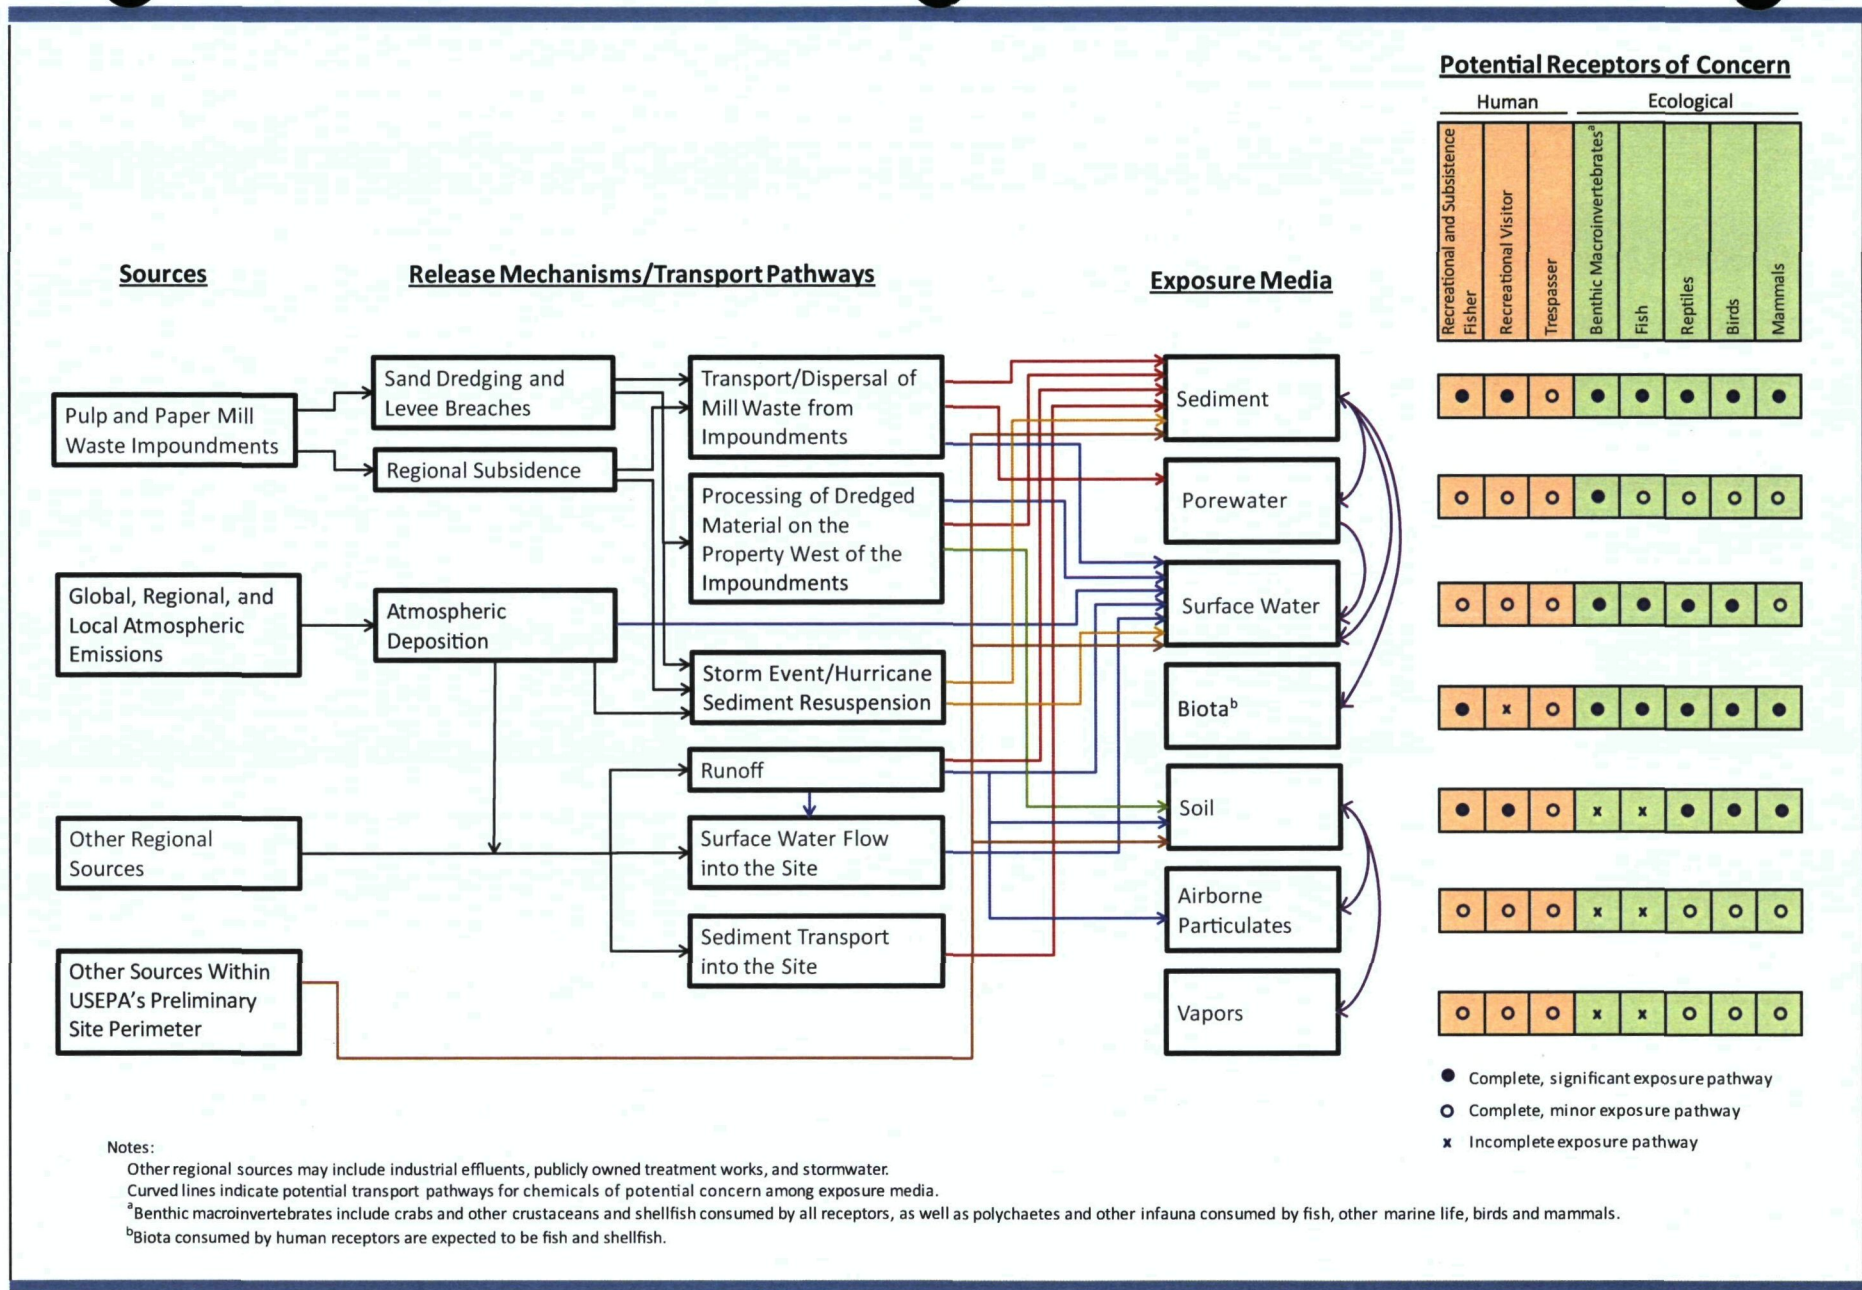 Potential Receptors of Concern
Human
Ecological
Recreational and Subsistence
Fisher
Recreational Visitor
Trespasser
Benthic Macroinvertebratesª
Fish
Reptiles
Birds
Mammals
Sources
Release Mechanisms/Transport Pathways
Exposure Media
Pulp and Paper Mill
Waste Impoundments
Global, Regional, and
Local Atmospheric
Emissions
Other Regional
Sources
Other Sources Within
USEPA's Preliminary
Site Perimeter
Sand Dredging and
Levee Breaches
Regional Subsidence
Atmospheric
Deposition
Transport/Dispersal of
Mill Waste from
Impoundments
Processing of Dredged
Material on the
Property West of the
Impoundments
Storm Event/Hurricane
Sediment Resuspension
Runoff
Surface Water Flow
into the Site
Sediment Transport
into the Site
Sediment
● ● o ● ● ● ● ●
Porewater
o o o ● o o o o
Surface Water
o o o ● ● ● ● o
Biotaᵇ
● x o ● ● ● ● ●
Soil
● ● o x x ● ● ●
Airborne
Particulates
o o o x x o o o
Vapors
o o o x x o o o
● Complete, significant exposure pathway
o Complete, minor exposure pathway
x Incomplete exposure pathway
Notes:
Other regional sources may include industrial effluents, publicly owned treatment works, and stormwater.
Curved lines indicate potential transport pathways for chemicals of potential concern among exposure media.
ªBenthic macroinvertebrates include crabs and other crustaceans and shellfish consumed by all receptors, as well as polychaetes and other infauna consumed by fish, other marine life, birds and mammals.
ᵇBiota consumed by human receptors are expected to be fish and shellfish.